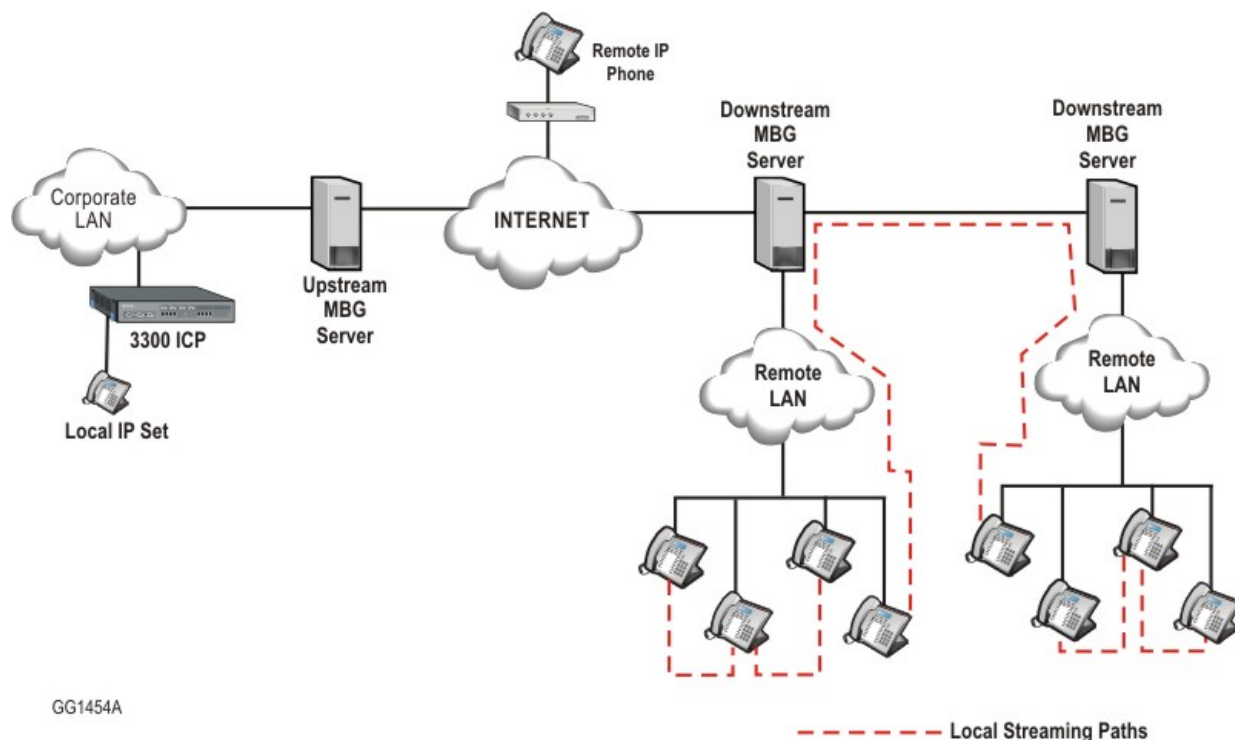 Remote IP
Phone
Downstream
MBG
Server
Downstream
MBG
Server
Corporate
LAN
INTERNET
Upstream
MBG
Server
3300 ICP
Local IP Set
Remote
LAN
Remote
LAN
GG1454A
Local Streaming Paths